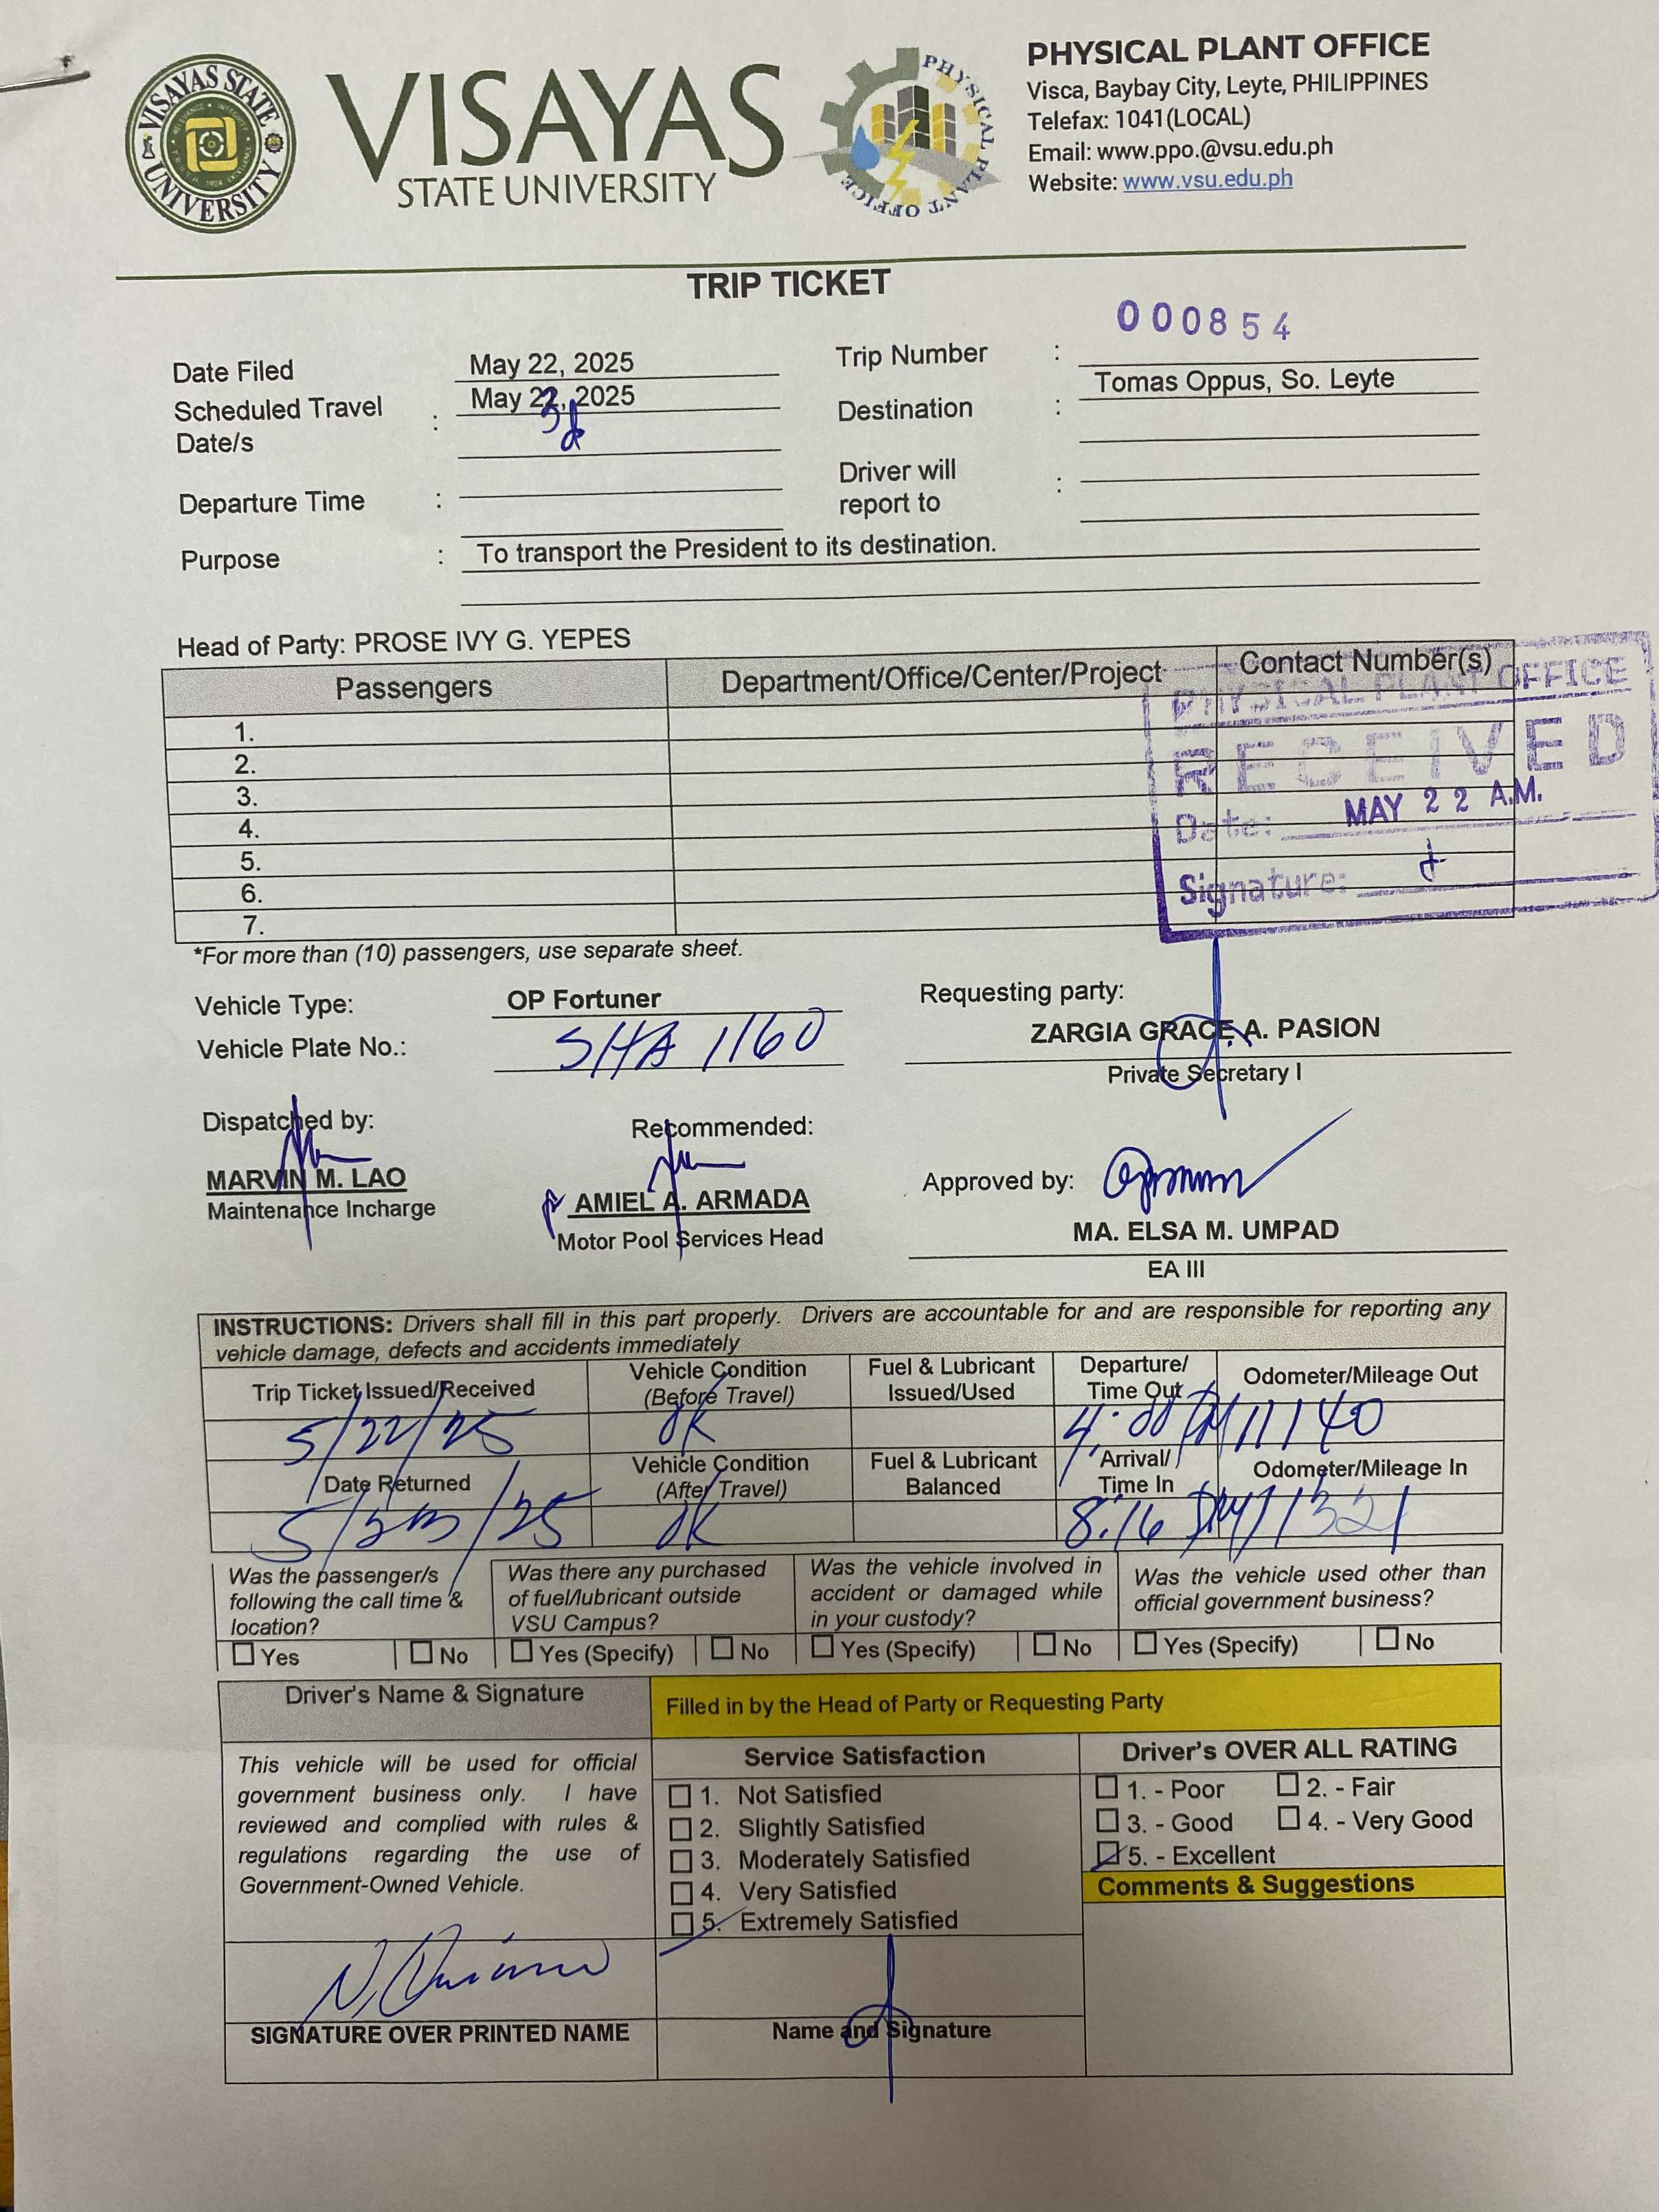 VISAYAS STATE UNIVERSITY
VISAYAS
STATE UNIVERSITY
PHYSICAL PLANT OFFICE
PHYSICAL PLANT OFFICE
Visca, Baybay City, Leyte, PHILIPPINES
Telefax: 1041(LOCAL)
Email: www.ppo.@vsu.edu.ph
Website: www.vsu.edu.ph
TRIP TICKET
000854
Date Filed May 22, 2025 Trip Number :
Scheduled Travel Date/s : May 22, 2025 3 Destination : Tomas Oppus, So. Leyte
Departure Time : Driver will report to :
Purpose : To transport the President to its destination.
Head of Party: PROSE IVY G. YEPES
Passengers Department/Office/Center/Project Contact Number(s)
1.
2.
3.
4.
5.
6.
7.
PHYSICAL PLANT OFFICE
RECEIVED
Date: MAY 22 A.M.
Signature:
*For more than (10) passengers, use separate sheet.
Vehicle Type: OP Fortuner
Vehicle Plate No.: SHA 1160
Requesting party:
ZARGIA GRACE A. PASION
Private Secretary I
Dispatched by:
MARVIN M. LAO
Maintenance Incharge
Recommended:
AMIEL A. ARMADA
Motor Pool Services Head
Approved by:
MA. ELSA M. UMPAD
EA III
INSTRUCTIONS: Drivers shall fill in this part properly. Drivers are accountable for and are responsible for reporting any
vehicle damage, defects and accidents immediately
Trip Ticket Issued/Received Vehicle Condition (Before Travel) Fuel & Lubricant Issued/Used Departure/ Time Out Odometer/Mileage Out
5/22/25 OK 4:00 11140
Date Returned Vehicle Condition (After Travel) Fuel & Lubricant Balanced Arrival/ Time In Odometer/Mileage In
5/23/25 OK 8:16 PM 11321
Was the passenger/s
following the call time &
location?
Yes No
Was there any purchased
of fuel/lubricant outside
VSU Campus?
Yes (Specify) No
Was the vehicle involved in
accident or damaged while
in your custody?
Yes (Specify) No
Was the vehicle used other than
official government business?
Yes (Specify) No
Driver's Name & Signature
Filled in by the Head of Party or Requesting Party
This vehicle will be used for official
government business only. I have
reviewed and complied with rules &
regulations regarding the use of
Government-Owned Vehicle.
SIGNATURE OVER PRINTED NAME
Service Satisfaction
1. Not Satisfied
2. Slightly Satisfied
3. Moderately Satisfied
4. Very Satisfied
5. Extremely Satisfied
Name and Signature
Driver's OVER ALL RATING
1. - Poor 2. - Fair
3. - Good 4. - Very Good
5. - Excellent
Comments & Suggestions